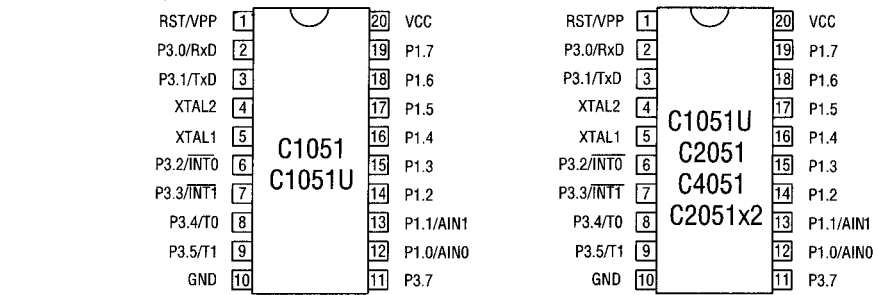 RST/VPP 1 20 VCC
P3.0/RxD 2 19 P1.7
P3.1/TxD 3 18 P1.6
XTAL2 4 17 P1.5
XTAL1 5 16 P1.4
P3.2/INT0 6 15 P1.3
P3.3/INT1 7 14 P1.2
P3.4/T0 8 13 P1.1/AIN1
P3.5/T1 9 12 P1.0/AIN0
GND 10 11 P3.7
C1051
C1051U
RST/VPP 1 20 VCC
P3.0/RxD 2 19 P1.7
P3.1/TxD 3 18 P1.6
XTAL2 4 17 P1.5
XTAL1 5 16 P1.4
P3.2/INT0 6 15 P1.3
P3.3/INT1 7 14 P1.2
P3.4/T0 8 13 P1.1/AIN1
P3.5/T1 9 12 P1.0/AIN0
GND 10 11 P3.7
C1051U
C2051
C4051
C2051x2